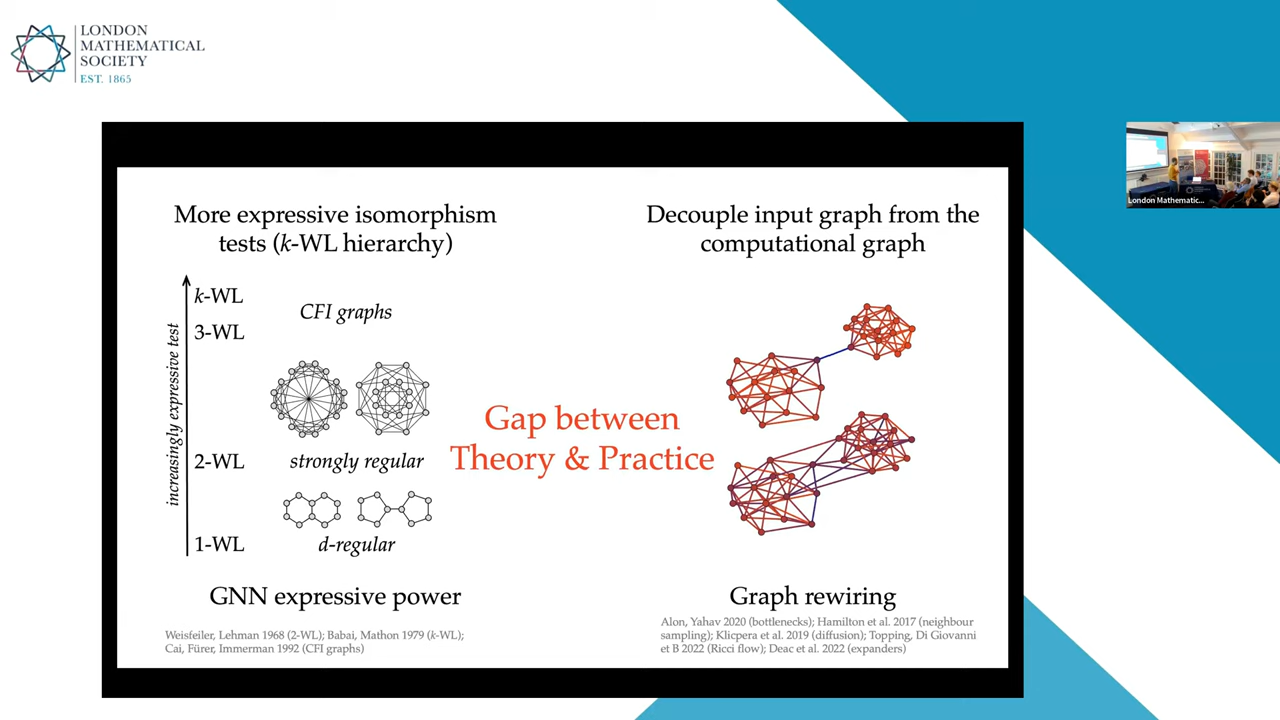 LONDON
MATHEMATICAL
SOCIETY
EST. 1865
London Mathematic...
More expressive isomorphism
tests (k-WL hierarchy)
increasingly expressive test
k-WL
3-WL
2-WL
1-WL
CFI graphs
strongly regular
d-regular
GNN expressive power
Weisfeiler, Lehman 1968 (2-WL); Babai, Mathon 1979 (k-WL);
Cai, Fürer, Immerman 1992 (CFI graphs)
Gap between
Theory & Practice
Decouple input graph from the
computational graph
Graph rewiring
Alon, Yahav 2020 (bottlenecks); Hamilton et al. 2017 (neighbour
sampling); Klicpera et al. 2019 (diffusion); Topping, Di Giovanni
et B 2022 (Ricci flow); Deac et al. 2022 (expanders)